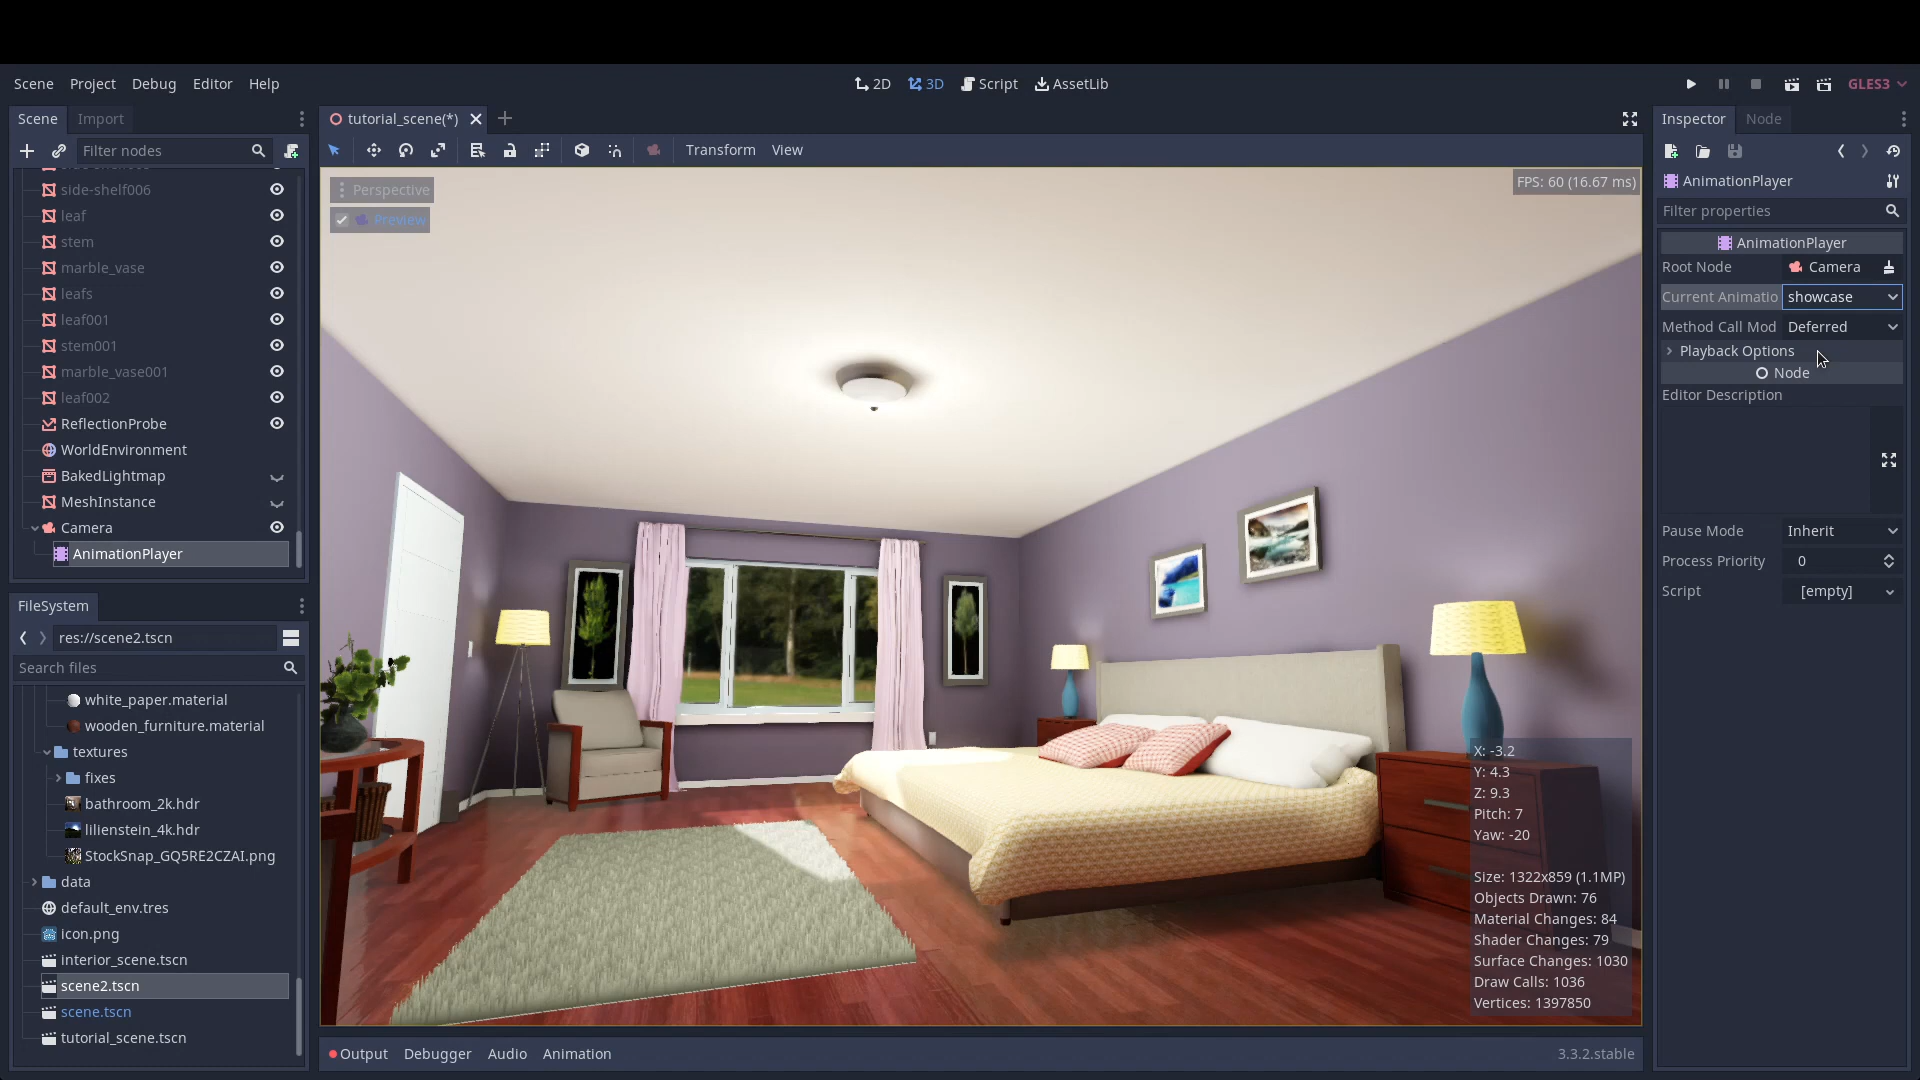 Scene Project Debug Editor Help
2D 3D Script AssetLib
GLES3
Scene Import
Filter nodes
side-shelf006
leaf
stem
marble_vase
leafs
leaf001
stem001
marble_vase001
leaf002
ReflectionProbe
WorldEnvironment
BakedLightmap
MeshInstance
Camera
AnimationPlayer
FileSystem
res://scene2.tscn
Search files
white_paper.material
wooden_furniture.material
textures
fixes
bathroom_2k.hdr
lilienstein_4k.hdr
StockSnap_GQ5RE2CZAI.png
data
default_env.tres
icon.png
interior_scene.tscn
scene2.tscn
scene.tscn
tutorial_scene.tscn
tutorial_scene(*)
Transform View
Perspective
FPS: 60 (16.67 ms)
Preview
X: -3.2
Y: 4.3
Z: 9.3
Pitch: 7
Yaw: -20
Size: 1322x859 (1.1MP)
Objects Drawn: 76
Material Changes: 84
Shader Changes: 79
Surface Changes: 1030
Draw Calls: 1036
Vertices: 1397850
Output Debugger Audio Animation
3.3.2.stable
Inspector Node
AnimationPlayer
Filter properties
AnimationPlayer
Root Node Camera
Current Animatio showcase
Method Call Mod Deferred
Playback Options
Node
Editor Description
Pause Mode Inherit
Process Priority 0
Script [empty]